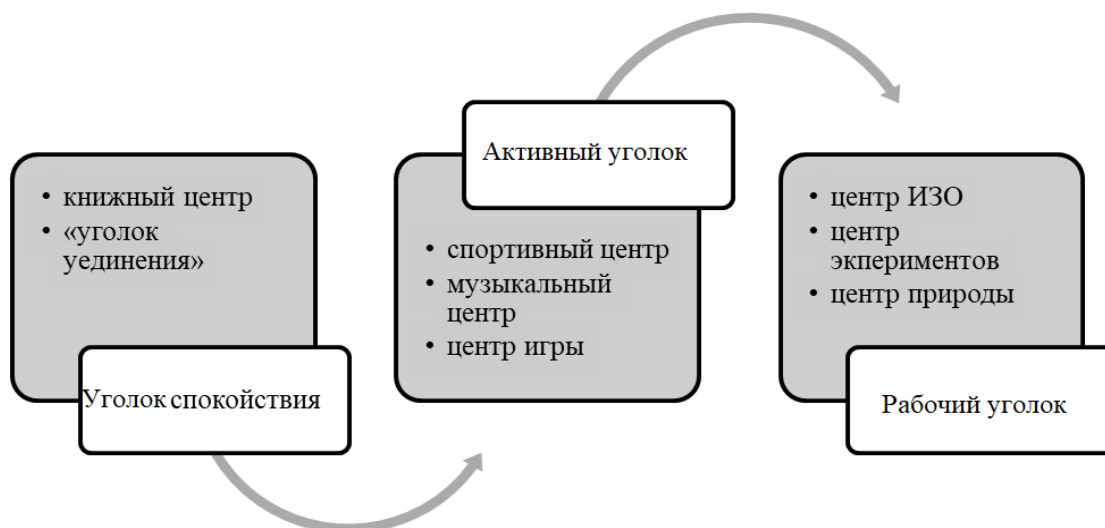 • книжный центр
• «уголок
уединения»
Уголок спокойствия
Активный уголок
• спортивный центр
• музыкальный
центр
• центр игры
• центр ИЗО
• центр
экпериментов
• центр природы
Рабочий уголок